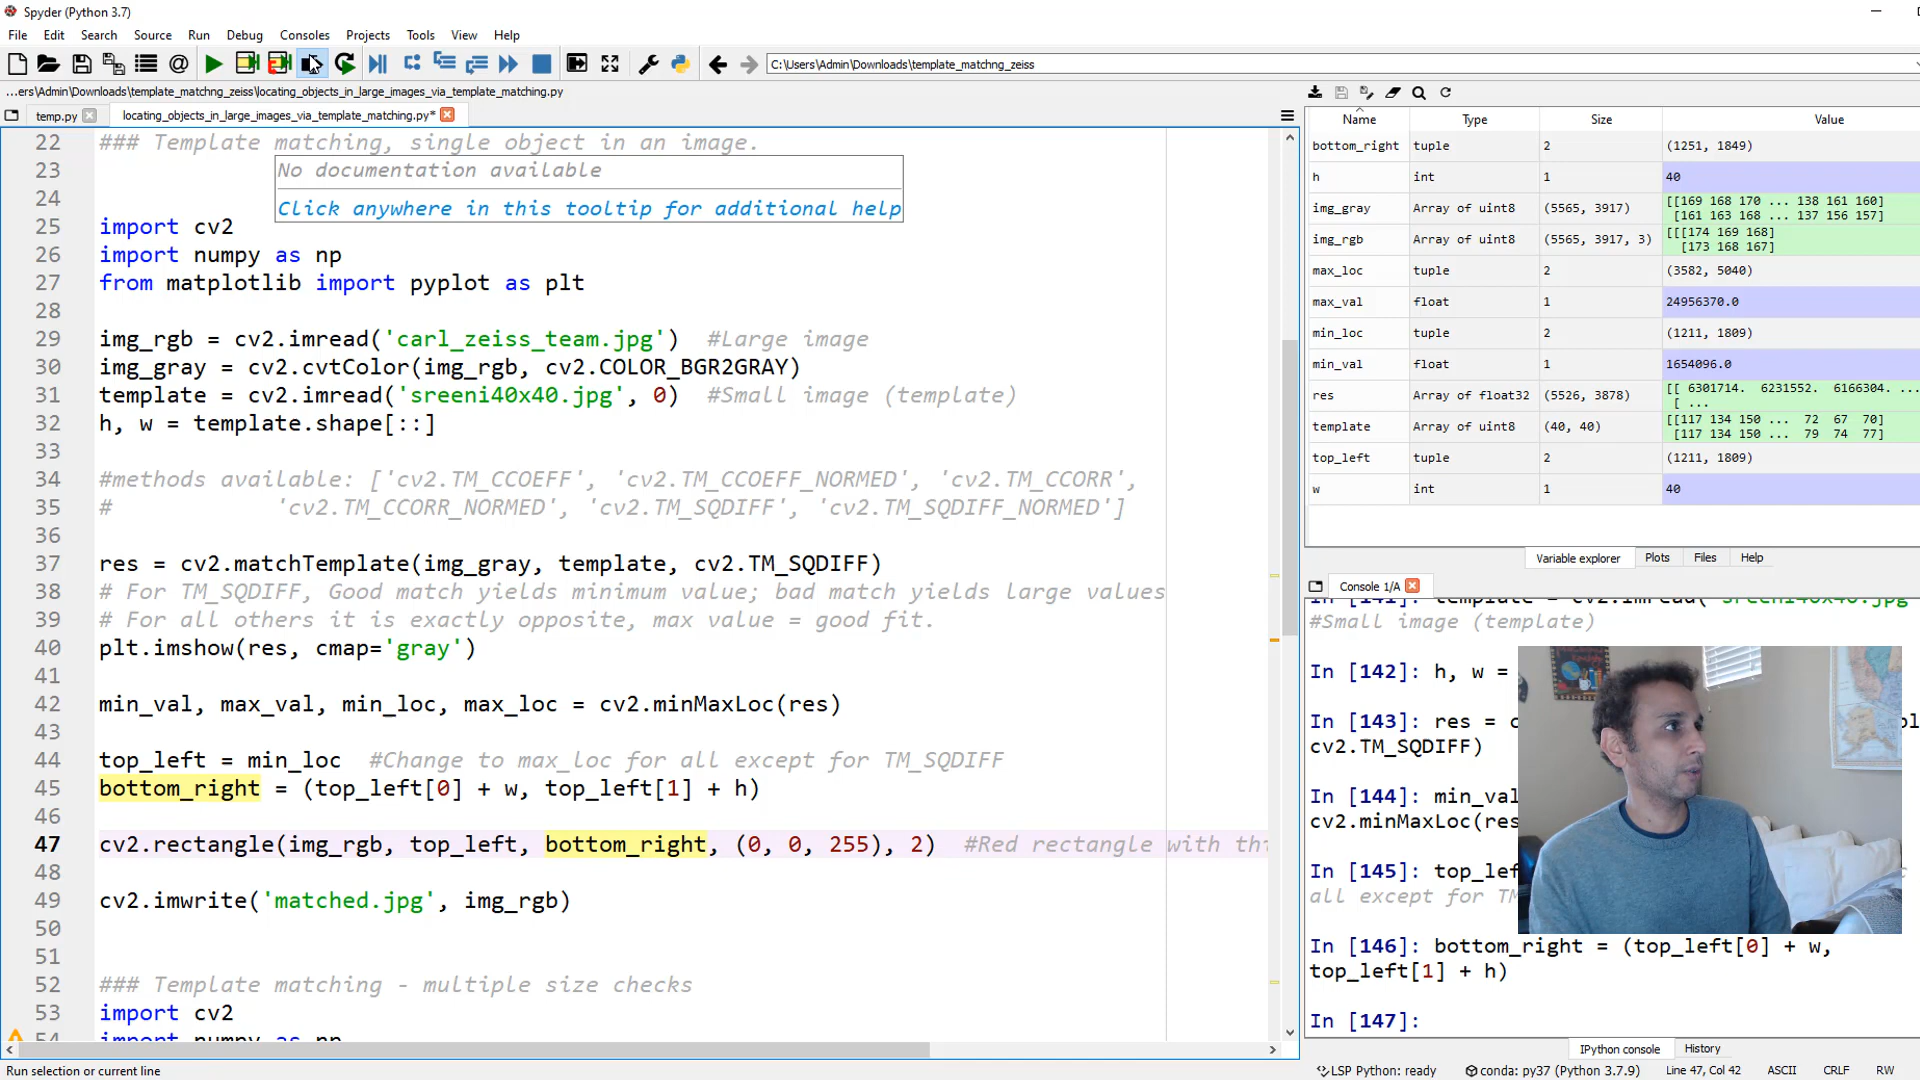 Spyder (Python 3.7)
File Edit Search Source Run Debug Consoles Projects Tools View Help
C:\Users\Admin\Downloads\template_matchng_zeiss
...ers\Admin\Downloads\template_matchng_zeiss\locating_objects_in_large_images_via_template_matching.py
temp.py locating_objects_in_large_images_via_template_matching.py*
22 ### Template matching, single object in an image.
23
No documentation available
24
Click anywhere in this tooltip for additional help
25 import cv2
26 import numpy as np
27 from matplotlib import pyplot as plt
28
29 img_rgb = cv2.imread('carl_zeiss_team.jpg')  #Large image
30 img_gray = cv2.cvtColor(img_rgb, cv2.COLOR_BGR2GRAY)
31 template = cv2.imread('sreeni40x40.jpg', 0)  #Small image (template)
32 h, w = template.shape[::]
33
34 #methods available: ['cv2.TM_CCOEFF', 'cv2.TM_CCOEFF_NORMED', 'cv2.TM_CCORR',
35 #            'cv2.TM_CCORR_NORMED', 'cv2.TM_SQDIFF', 'cv2.TM_SQDIFF_NORMED']
36
37 res = cv2.matchTemplate(img_gray, template, cv2.TM_SQDIFF)
38 # For TM_SQDIFF, Good match yields minimum value; bad match yields large values
39 # For all others it is exactly opposite, max value = good fit.
40 plt.imshow(res, cmap='gray')
41
42 min_val, max_val, min_loc, max_loc = cv2.minMaxLoc(res)
43
44 top_left = min_loc  #Change to max_loc for all except for TM_SQDIFF
45 bottom_right = (top_left[0] + w, top_left[1] + h)
46
47 cv2.rectangle(img_rgb, top_left, bottom_right, (0, 0, 255), 2)  #Red rectangle with
48
49 cv2.imwrite('matched.jpg', img_rgb)
50
51
52 ### Template matching - multiple size checks
53 import cv2
54 import numpy as np
Name Type Size Value
bottom_right tuple 2 (1251, 1849)
h int 1 40
img_gray Array of uint8 (5565, 3917) [[169 168 170 ... 138 161 160]
[161 163 168 ... 137 156 157]
img_rgb Array of uint8 (5565, 3917, 3) [[[174 169 168]
[173 168 167]
max_loc tuple 2 (3582, 5040)
max_val float 1 24956370.0
min_loc tuple 2 (1211, 1809)
min_val float 1 1654096.0
res Array of float32 (5526, 3878) [[ 6301714. 6231552. 6166304. ...
[ ...
template Array of uint8 (40, 40) [[117 134 150 ... 72 67 70]
[117 134 150 ... 79 74 77]
top_left tuple 2 (1211, 1809)
w int 1 40
Variable explorer Plots Files Help
Console 1/A
In [141]: template = cv2.imread('sreeni40x40.jpg'
#Small image (template)
In [142]: h, w =
In [143]: res =
cv2.TM_SQDIFF)
In [144]: min_val
cv2.minMaxLoc(res
In [145]: top_lef
all except for
In [146]: bottom_right = (top_left[0] + w,
top_left[1] + h)
In [147]:
IPython console History
Run selection or current line
LSP Python: ready conda: py37 (Python 3.7.9) Line 47, Col 42 ASCII CRLF RW